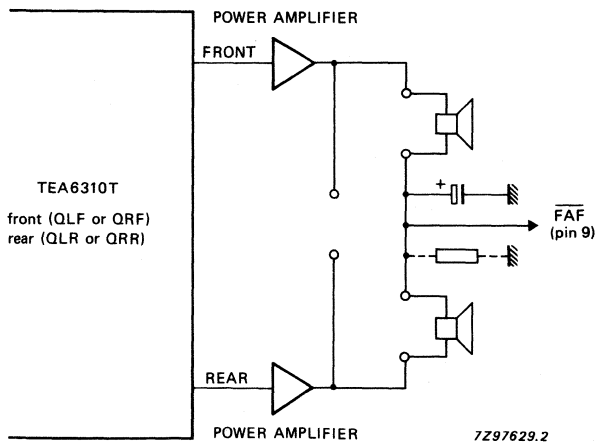 POWER AMPLIFIER
FRONT
TEA6310T
front (QLF or QRF)
rear (QLR or QRR)
+
FAF
(pin 9)
REAR
POWER AMPLIFIER
7Z97629.2